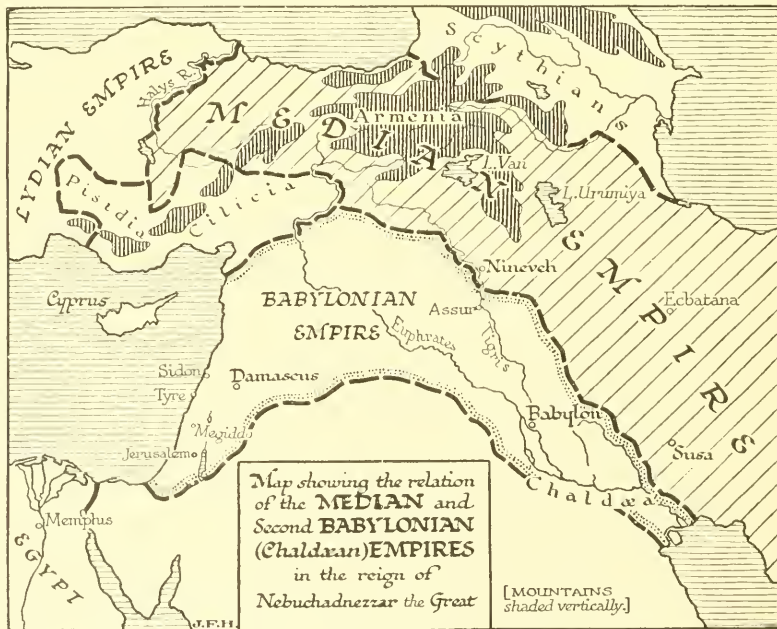 LYDIAN EMPIRE
Halys R.
MEDIAN EMPIRE
Scythians
Armenia
L.Van
L.Urumiya
Pisidia
Cilicia
Nineveh
Ecbatana
Cyprus
BABYLONIAN
EMPIRE
Assur
Tigris
Euphrates
Sidon
Damascus
Tyre
Megiddo
Babylon
Susa
Jerusalem
Chaldæa
Memphis
EGYPT
Map showing the relation
of the MEDIAN and
Second BABYLONIAN
(Chaldæan) EMPIRES
in the reign of
Nebuchadnezzar the Great
[MOUNTAINS
shaded vertically.]
J.F.H.